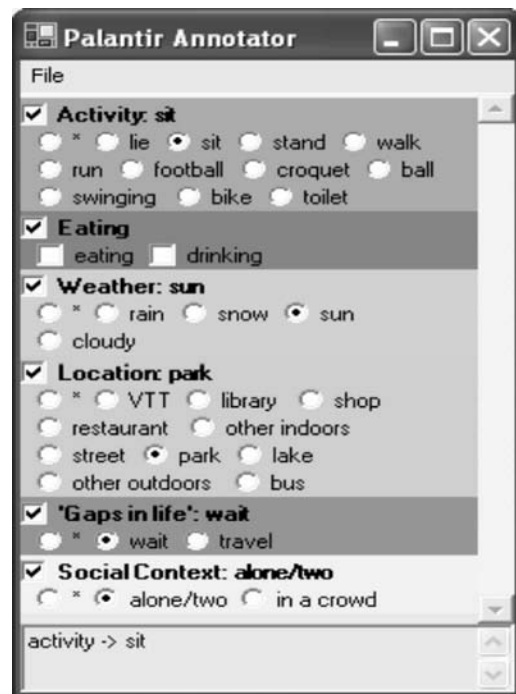 Palantir Annotator
File
Activity: sit
* lie sit stand walk
run football croquet ball
swinging bike toilet
Eating
eating drinking
Weather: sun
* rain snow sun
cloudy
Location: park
* VTT library shop
restaurant other indoors
street park lake
other outdoors bus
'Gaps in life': wait
* wait travel
Social Context: alone/two
* alone/two in a crowd
activity -> sit